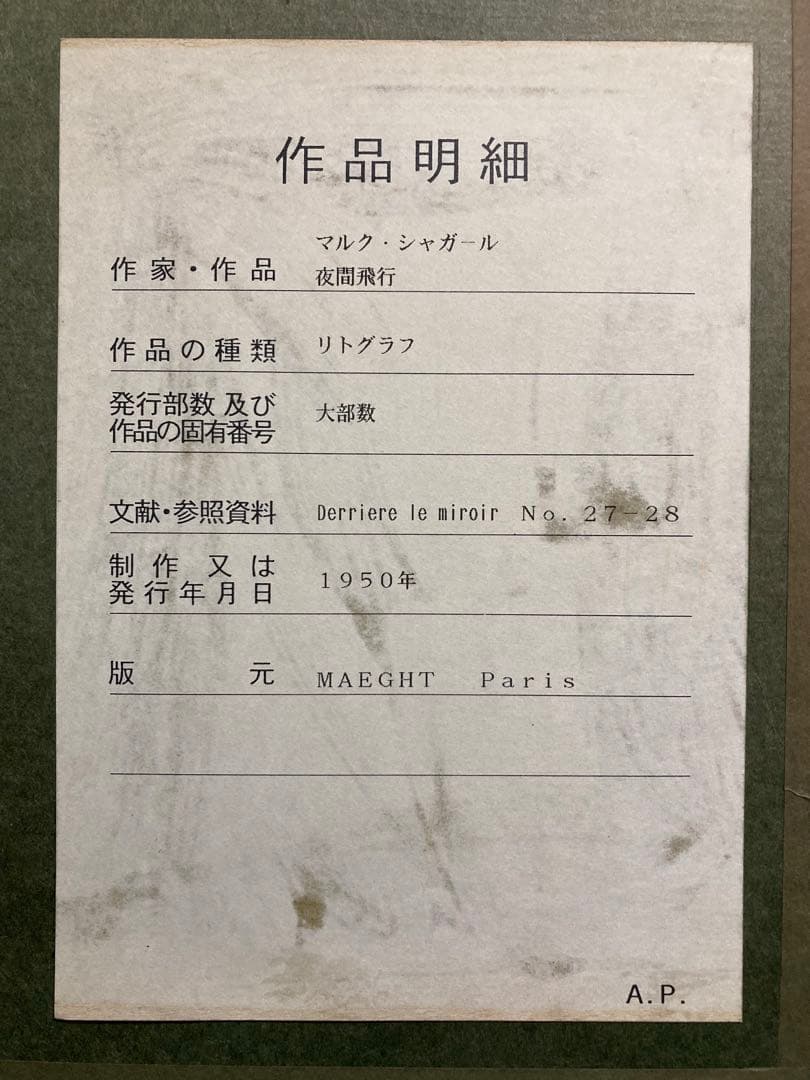 作品明細
マルク・シャガール
作家・作品 夜間飛行
作品の種類 リトグラフ
発行部数及び
作品の固有番号 大部数
文献・参照資料 Derriere le miroir No. 27-28
制作又は
発行年月日 1950年
版元 MAEGHT Paris
A.P.